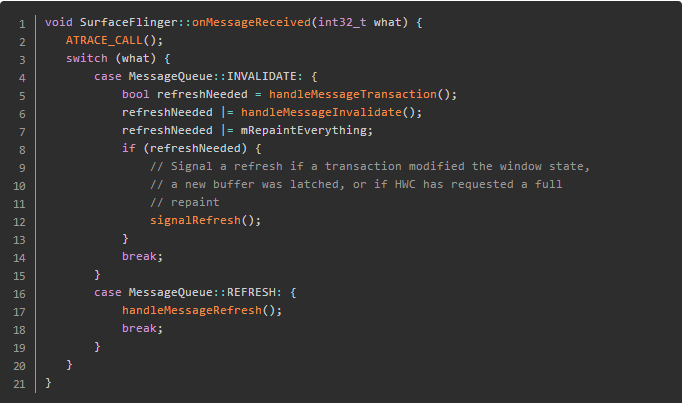 1 void SurfaceFlinger::onMessageReceived(int32_t what) {
2 ATRACE_CALL();
3 switch (what) {
4 case MessageQueue::INVALIDATE: {
5 bool refreshNeeded = handleMessageTransaction();
6 refreshNeeded |= handleMessageInvalidate();
7 refreshNeeded |= mRepaintEverything;
8 if (refreshNeeded) {
9 // Signal a refresh if a transaction modified the window state,
10 // a new buffer was latched, or if HWC has requested a full
11 // repaint
12 signalRefresh();
13 }
14 break;
15 }
16 case MessageQueue::REFRESH: {
17 handleMessageRefresh();
18 break;
19 }
20 }
21 }